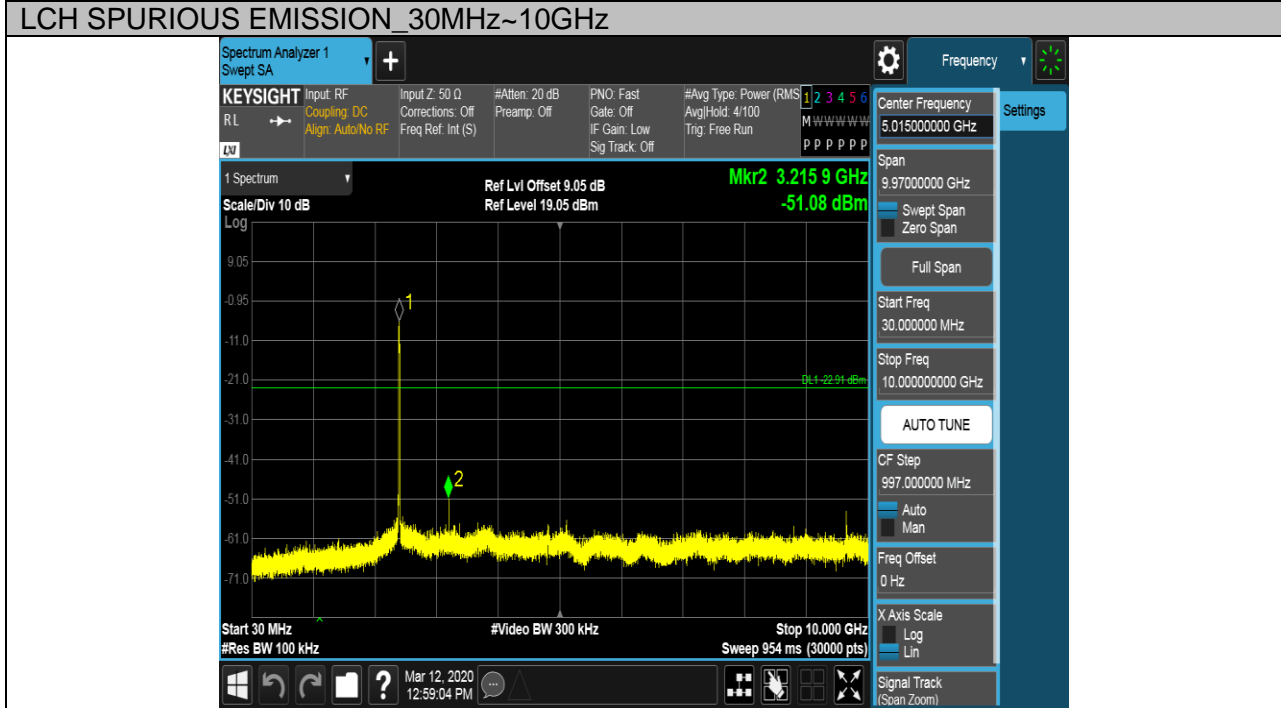 LCH SPURIOUS EMISSION_30MHz~10GHz
Spectrum Analyzer 1
Swept SA
+
Frequency
KEYSIGHT
RL
LXI
Input: RF
Coupling: DC
Align: Auto/No RF
Input Z: 50 Ω
Corrections: Off
Freq Ref: Int (S)
#Atten: 20 dB
Preamp: Off
PNO: Fast
Gate: Off
IF Gain: Low
Sig Track: Off
#Avg Type: Power (RMS
Avg|Hold: 4/100
Trig: Free Run
1 2 3 4 5 6
M W W W W W
P P P P P P
1 Spectrum
Scale/Div 10 dB
Log
Ref Lvl Offset 9.05 dB
Ref Level 19.05 dBm
Mkr2 3.215 9 GHz
-51.08 dBm
9.05
-0.95
-11.0
-21.0
-31.0
-41.0
-51.0
-61.0
-71.0
1
DL1 -22.91 dBm
2
Start 30 MHz
#Res BW 100 kHz
#Video BW 300 kHz
Stop 10.000 GHz
Sweep 954 ms (30000 pts)
Center Frequency
5.015000000 GHz
Settings
Span
9.97000000 GHz
Swept Span
Zero Span
Full Span
Start Freq
30.000000 MHz
Stop Freq
10.000000000 GHz
AUTO TUNE
CF Step
997.000000 MHz
Auto
Man
Freq Offset
0 Hz
X Axis Scale
Log
Lin
Signal Track
(Span Zoom)
?
Mar 12, 2020
12:59:04 PM